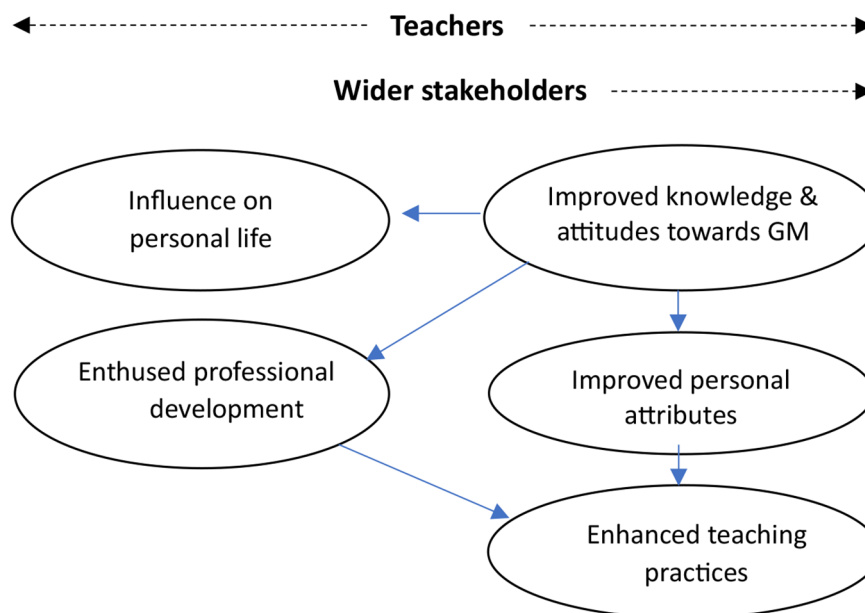 Teachers
Wider stakeholders
Influence on
personal life
Improved knowledge &
attitudes towards GM
Enthused professional
development
Improved personal
attributes
Enhanced teaching
practices